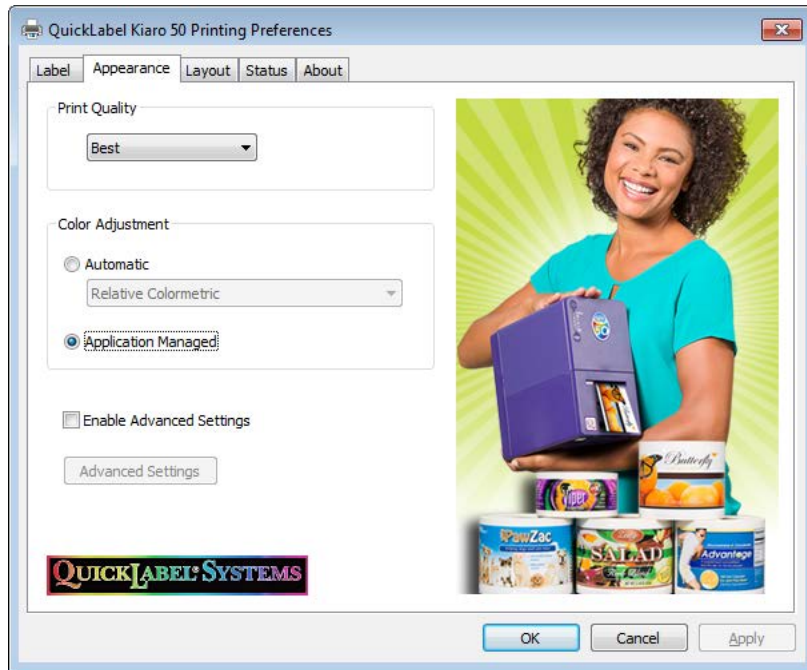 QuickLabel Kiaro 50 Printing Preferences
Label Appearance Layout Status About
Print Quality
Best
Color Adjustment
Automatic
Relative Colormetric
Application Managed
Enable Advanced Settings
Advanced Settings
QUICKLABEL® SYSTEMS
Butterfly
Viper
PawZac
SALAD
Advantage
OK Cancel Apply